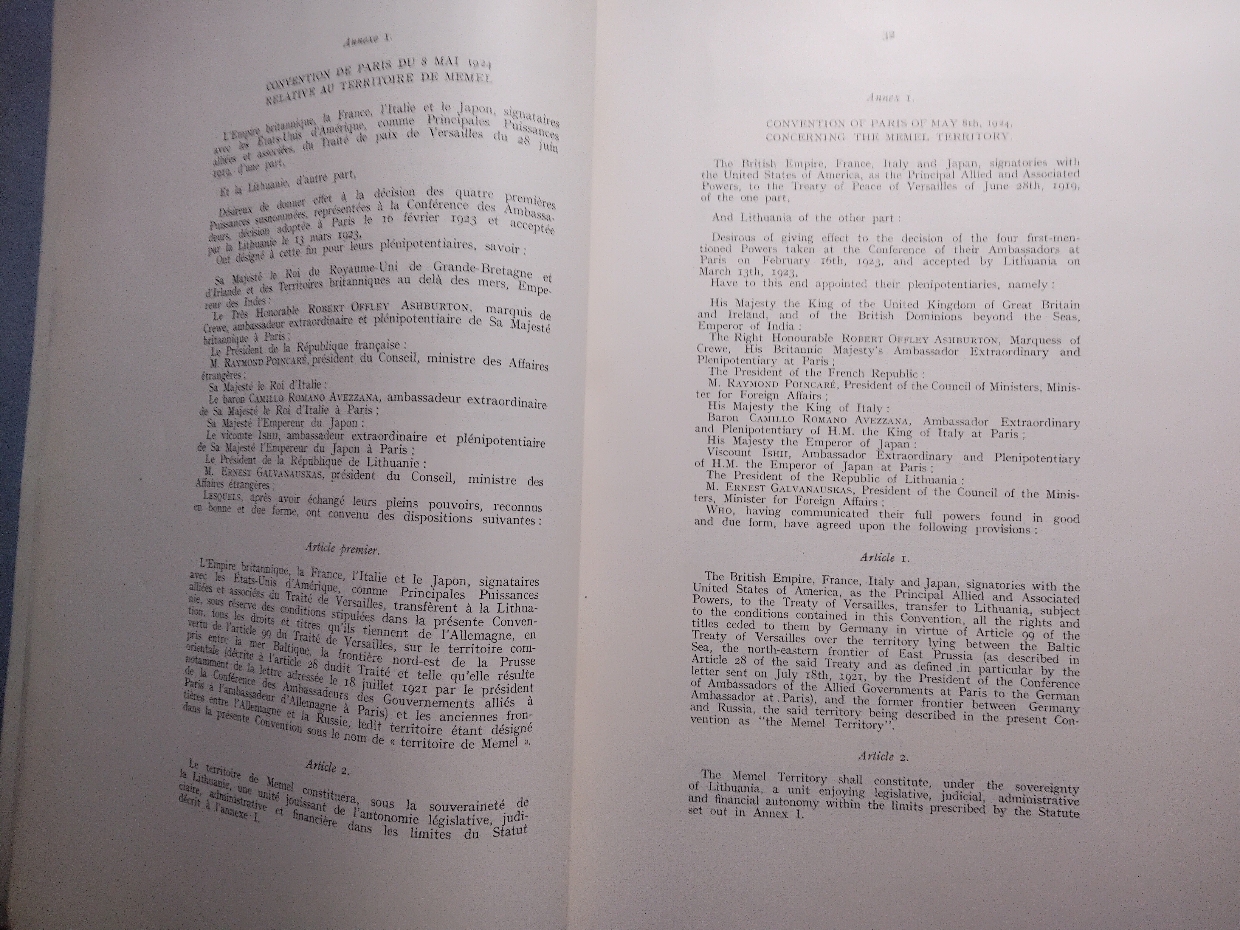 Annexe 1.
CONVENTION DE PARIS DU 8 MAI 1924
RELATIVE AU TERRITOIRE DE MEMEL
L'Empire britannique, la France, l'Italie et le Japon, signataires
avec les États-Unis d'Amérique, comme Principales Puissances
alliées et associées, du Traité de paix de Versailles du 28 juin
1919, d'une part,
Et la Lithuanie, d'autre part,
Désireux de donner effet à la décision des quatre premières
Puissances susnommées, représentées à la Conférence des Ambassa-
deurs, décision adoptée à Paris le 16 février 1923 et acceptée
par la Lithuanie le 13 mars 1923,
Ont désigné à cette fin pour leurs plénipotentiaires, savoir :
Sa Majesté le Roi du Royaume-Uni de Grande-Bretagne et
d'Irlande et des Territoires britanniques au delà des mers, Empe-
reur des Indes :
Le Très Honorable ROBERT OFFLEY ASHBURTON, marquis de
Crewe, ambassadeur extraordinaire et plénipotentiaire de Sa Majesté
britannique à Paris ;
Le Président de la République française :
M. RAYMOND POINCARÉ, président du Conseil, ministre des Affaires
étrangères ;
Sa Majesté le Roi d'Italie :
Le baron CAMILLO ROMANO AVEZZANA, ambassadeur extraordinaire
de Sa Majesté le Roi d'Italie à Paris ;
Sa Majesté l'Empereur du Japon :
Le vicomte ISHII, ambassadeur extraordinaire et plénipotentiaire
de Sa Majesté l'Empereur du Japon à Paris ;
Le Président de la République de Lithuanie :
M. ERNEST GALVANAUSKAS, président du Conseil, ministre des
Affaires étrangères ;
LESQUELS, après avoir échangé leurs pleins pouvoirs, reconnus
en bonne et due forme, ont convenu des dispositions suivantes :
Article premier.
L'Empire britannique, la France, l'Italie et le Japon, signataires
avec les États-Unis d'Amérique, comme Principales Puissances
alliées et associées du Traité de Versailles, transfèrent à la Lithua-
nie, sous réserve des conditions stipulées dans la présente Conven-
tion, tous les droits et titres qu'ils tiennent de l'Allemagne, en
vertu de l'article 99 du Traité de Versailles, sur le territoire com-
pris entre la mer Baltique, la frontière nord-est de la Prusse
orientale (décrite à l'article 28 dudit Traité et telle qu'elle résulte
notamment de la lettre adressée le 18 juillet 1921 par le président
de la Conférence des Ambassadeurs des Gouvernements alliés à
Paris à l'ambassadeur d'Allemagne à Paris) et les anciennes fron-
tières entre l'Allemagne et la Russie, ledit territoire étant désigné
dans la présente Convention sous le nom de « territoire de Memel ».
Article 2.
Le territoire de Memel constituera, sous la souveraineté de
la Lithuanie, une unité jouissant de l'autonomie législative, judi-
ciaire, administrative et financière dans les limites du Statut
décrit à l'annexe I.
32
Annex 1.
CONVENTION OF PARIS OF MAY 8th, 1924,
CONCERNING THE MEMEL TERRITORY.
The British Empire, France, Italy and Japan, signatories with
the United States of America, as the Principal Allied and Associated
Powers, to the Treaty of Peace of Versailles of June 28th, 1919,
of the one part,
And Lithuania of the other part :
Desirous of giving effect to the decision of the four first-men-
tioned Powers taken at the Conference of their Ambassadors at
Paris on February 16th, 1923, and accepted by Lithuania on
March 13th, 1923,
Have to this end appointed their plenipotentiaries, namely :
His Majesty the King of the United Kingdom of Great Britain
and Ireland, and of the British Dominions beyond the Seas,
Emperor of India :
The Right Honourable ROBERT OFFLEY ASHBURTON, Marquess of
Crewe, His Britannic Majesty's Ambassador Extraordinary and
Plenipotentiary at Paris ;
The President of the French Republic :
M. RAYMOND POINCARÉ, President of the Council of Ministers, Minis-
ter for Foreign Affairs ;
His Majesty the King of Italy :
Baron CAMILLO ROMANO AVEZZANA, Ambassador Extraordinary
and Plenipotentiary of H.M. the King of Italy at Paris ;
His Majesty the Emperor of Japan :
Viscount ISHII, Ambassador Extraordinary and Plenipotentiary
of H.M. the Emperor of Japan at Paris ;
The President of the Republic of Lithuania :
M. ERNEST GALVANAUSKAS, President of the Council of the Minis-
ters, Minister for Foreign Affairs ;
WHO, having communicated their full powers found in good
and due form, have agreed upon the following provisions :
Article 1.
The British Empire, France, Italy and Japan, signatories with the
United States of America, as the Principal Allied and Associated
Powers, to the Treaty of Versailles, transfer to Lithuania, subject
to the conditions contained in this Convention, all the rights and
titles ceded to them by Germany in virtue of Article 99 of the
Treaty of Versailles over the territory lying between the Baltic
Sea, the north-eastern frontier of East Prussia (as described in
Article 28 of the said Treaty and as defined in particular by the
letter sent on July 18th, 1921, by the President of the Conference
of Ambassadors of the Allied Governments at Paris to the German
Ambassador at Paris), and the former frontier between Germany
and Russia, the said territory being described in the present Con-
vention as "the Memel Territory".
Article 2.
The Memel Territory shall constitute, under the sovereignty
of Lithuania, a unit enjoying legislative, judicial, administrative
and financial autonomy within the limits prescribed by the Statute
set out in Annex I.